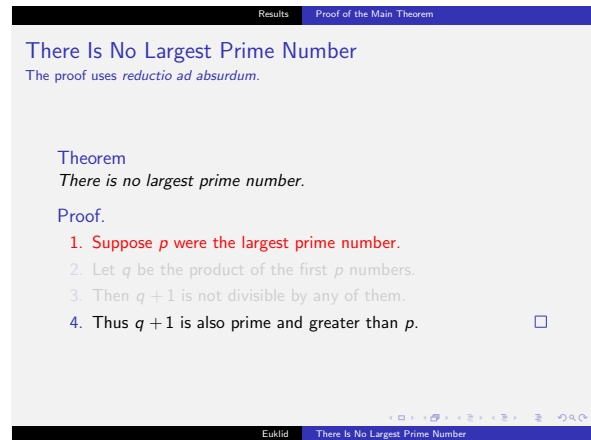 Results Proof of the Main Theorem
There Is No Largest Prime Number
The proof uses reductio ad absurdum.
Theorem
There is no largest prime number.
Proof.
1. Suppose p were the largest prime number.
2. Let q be the product of the first p numbers.
3. Then q + 1 is not divisible by any of them.
4. Thus q + 1 is also prime and greater than p. □
Euklid There Is No Largest Prime Number